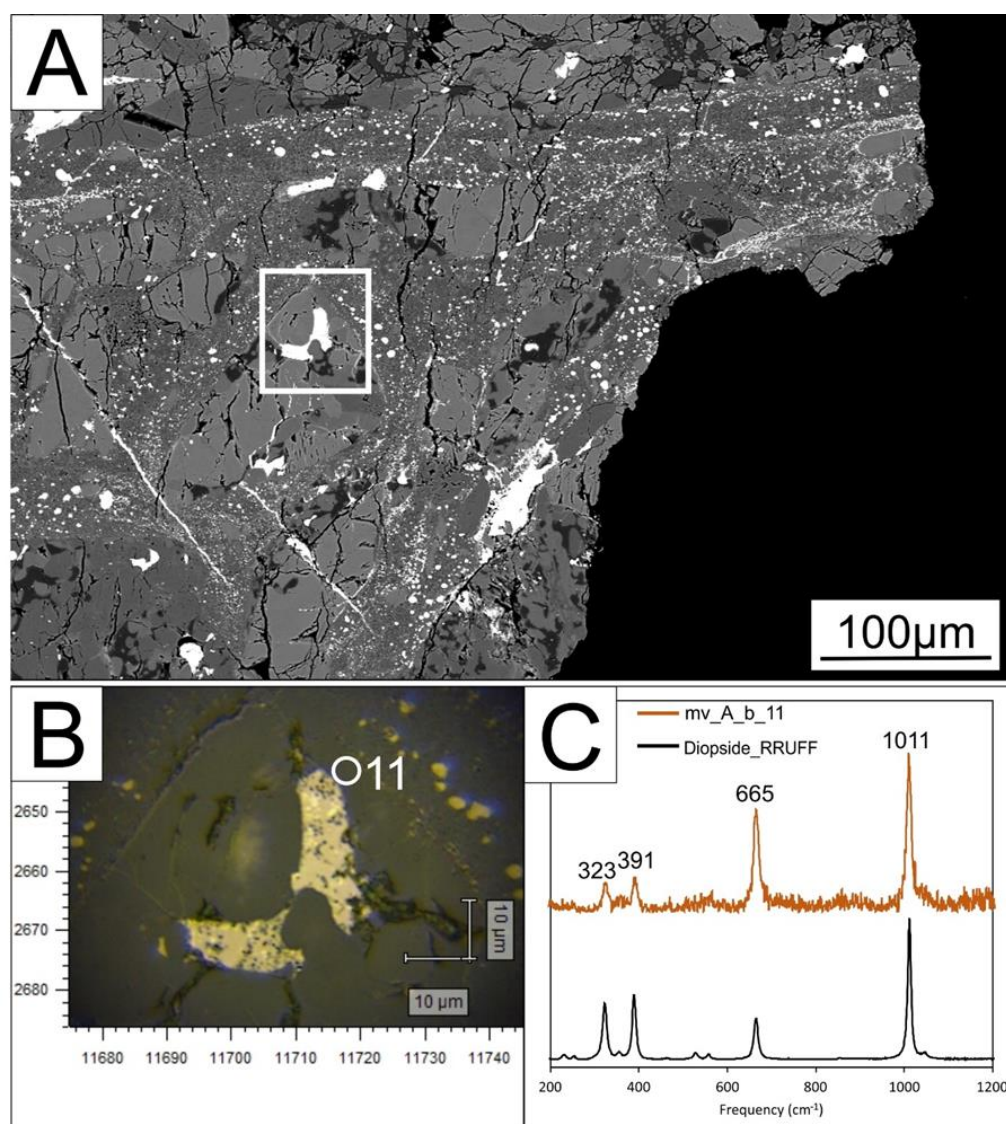 A
100µm
B
O11
2650
2660
2670
2680
10 µm
10 µm
11680 11690 11700 11710 11720 11730 11740
C
mv_A_b_11
Diopside_RRUFF
1011
665
323 391
200 400 600 800 1000 1200
Frequency (cm⁻¹)